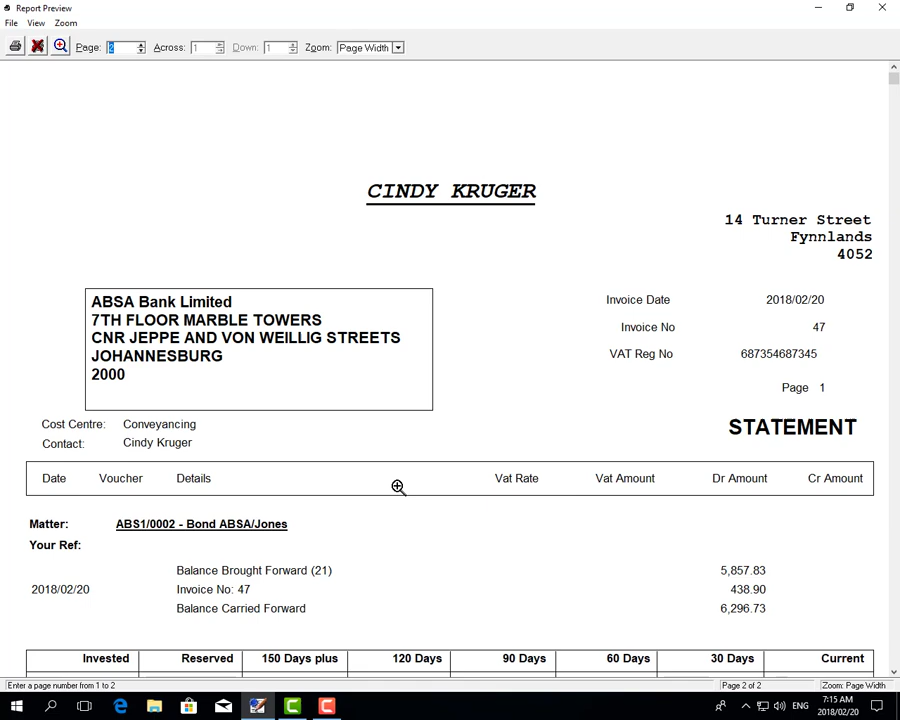 Report Preview
File View Zoom
Page: 2 Across: 1 Down: 1 Zoom: Page Width
CINDY KRUGER
14 Turner Street
Fynnlands
4052
ABSA Bank Limited
7TH FLOOR MARBLE TOWERS
CNR JEPPE AND VON WEILLIG STREETS
JOHANNESBURG
2000
Invoice Date 2018/02/20
Invoice No 47
VAT Reg No 687354687345
Page 1
Cost Centre: Conveyancing
Contact: Cindy Kruger
STATEMENT
Date Voucher Details Vat Rate Vat Amount Dr Amount Cr Amount
Matter: ABS1/0002 - Bond ABSA/Jones
Your Ref:
Balance Brought Forward (21) 5,857.83
2018/02/20 Invoice No: 47 438.90
Balance Carried Forward 6,296.73
Invested Reserved 150 Days plus 120 Days 90 Days 60 Days 30 Days Current
Enter a page number from 1 to 2 Page 2 of 2 Zoom: Page Width
ENG 7:15 AM
2018/02/20